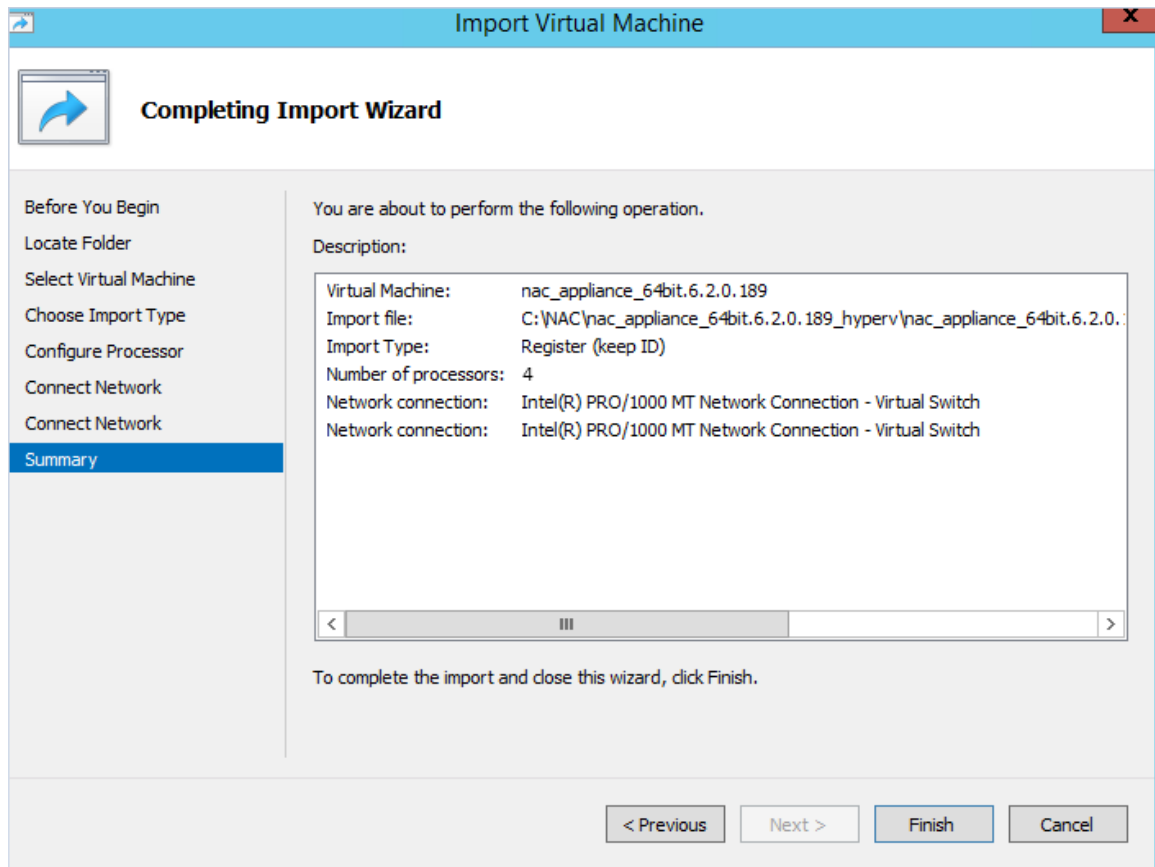 Import Virtual Machine
X
Completing Import Wizard
Before You Begin
Locate Folder
Select Virtual Machine
Choose Import Type
Configure Processor
Connect Network
Connect Network
Summary
You are about to perform the following operation.
Description:
Virtual Machine: nac_appliance_64bit.6.2.0.189
Import file: C:\NAC\nac_appliance_64bit.6.2.0.189_hyperv\nac_appliance_64bit.6.2.0.
Import Type: Register (keep ID)
Number of processors: 4
Network connection: Intel(R) PRO/1000 MT Network Connection - Virtual Switch
Network connection: Intel(R) PRO/1000 MT Network Connection - Virtual Switch
To complete the import and close this wizard, click Finish.
< Previous
Next >
Finish
Cancel